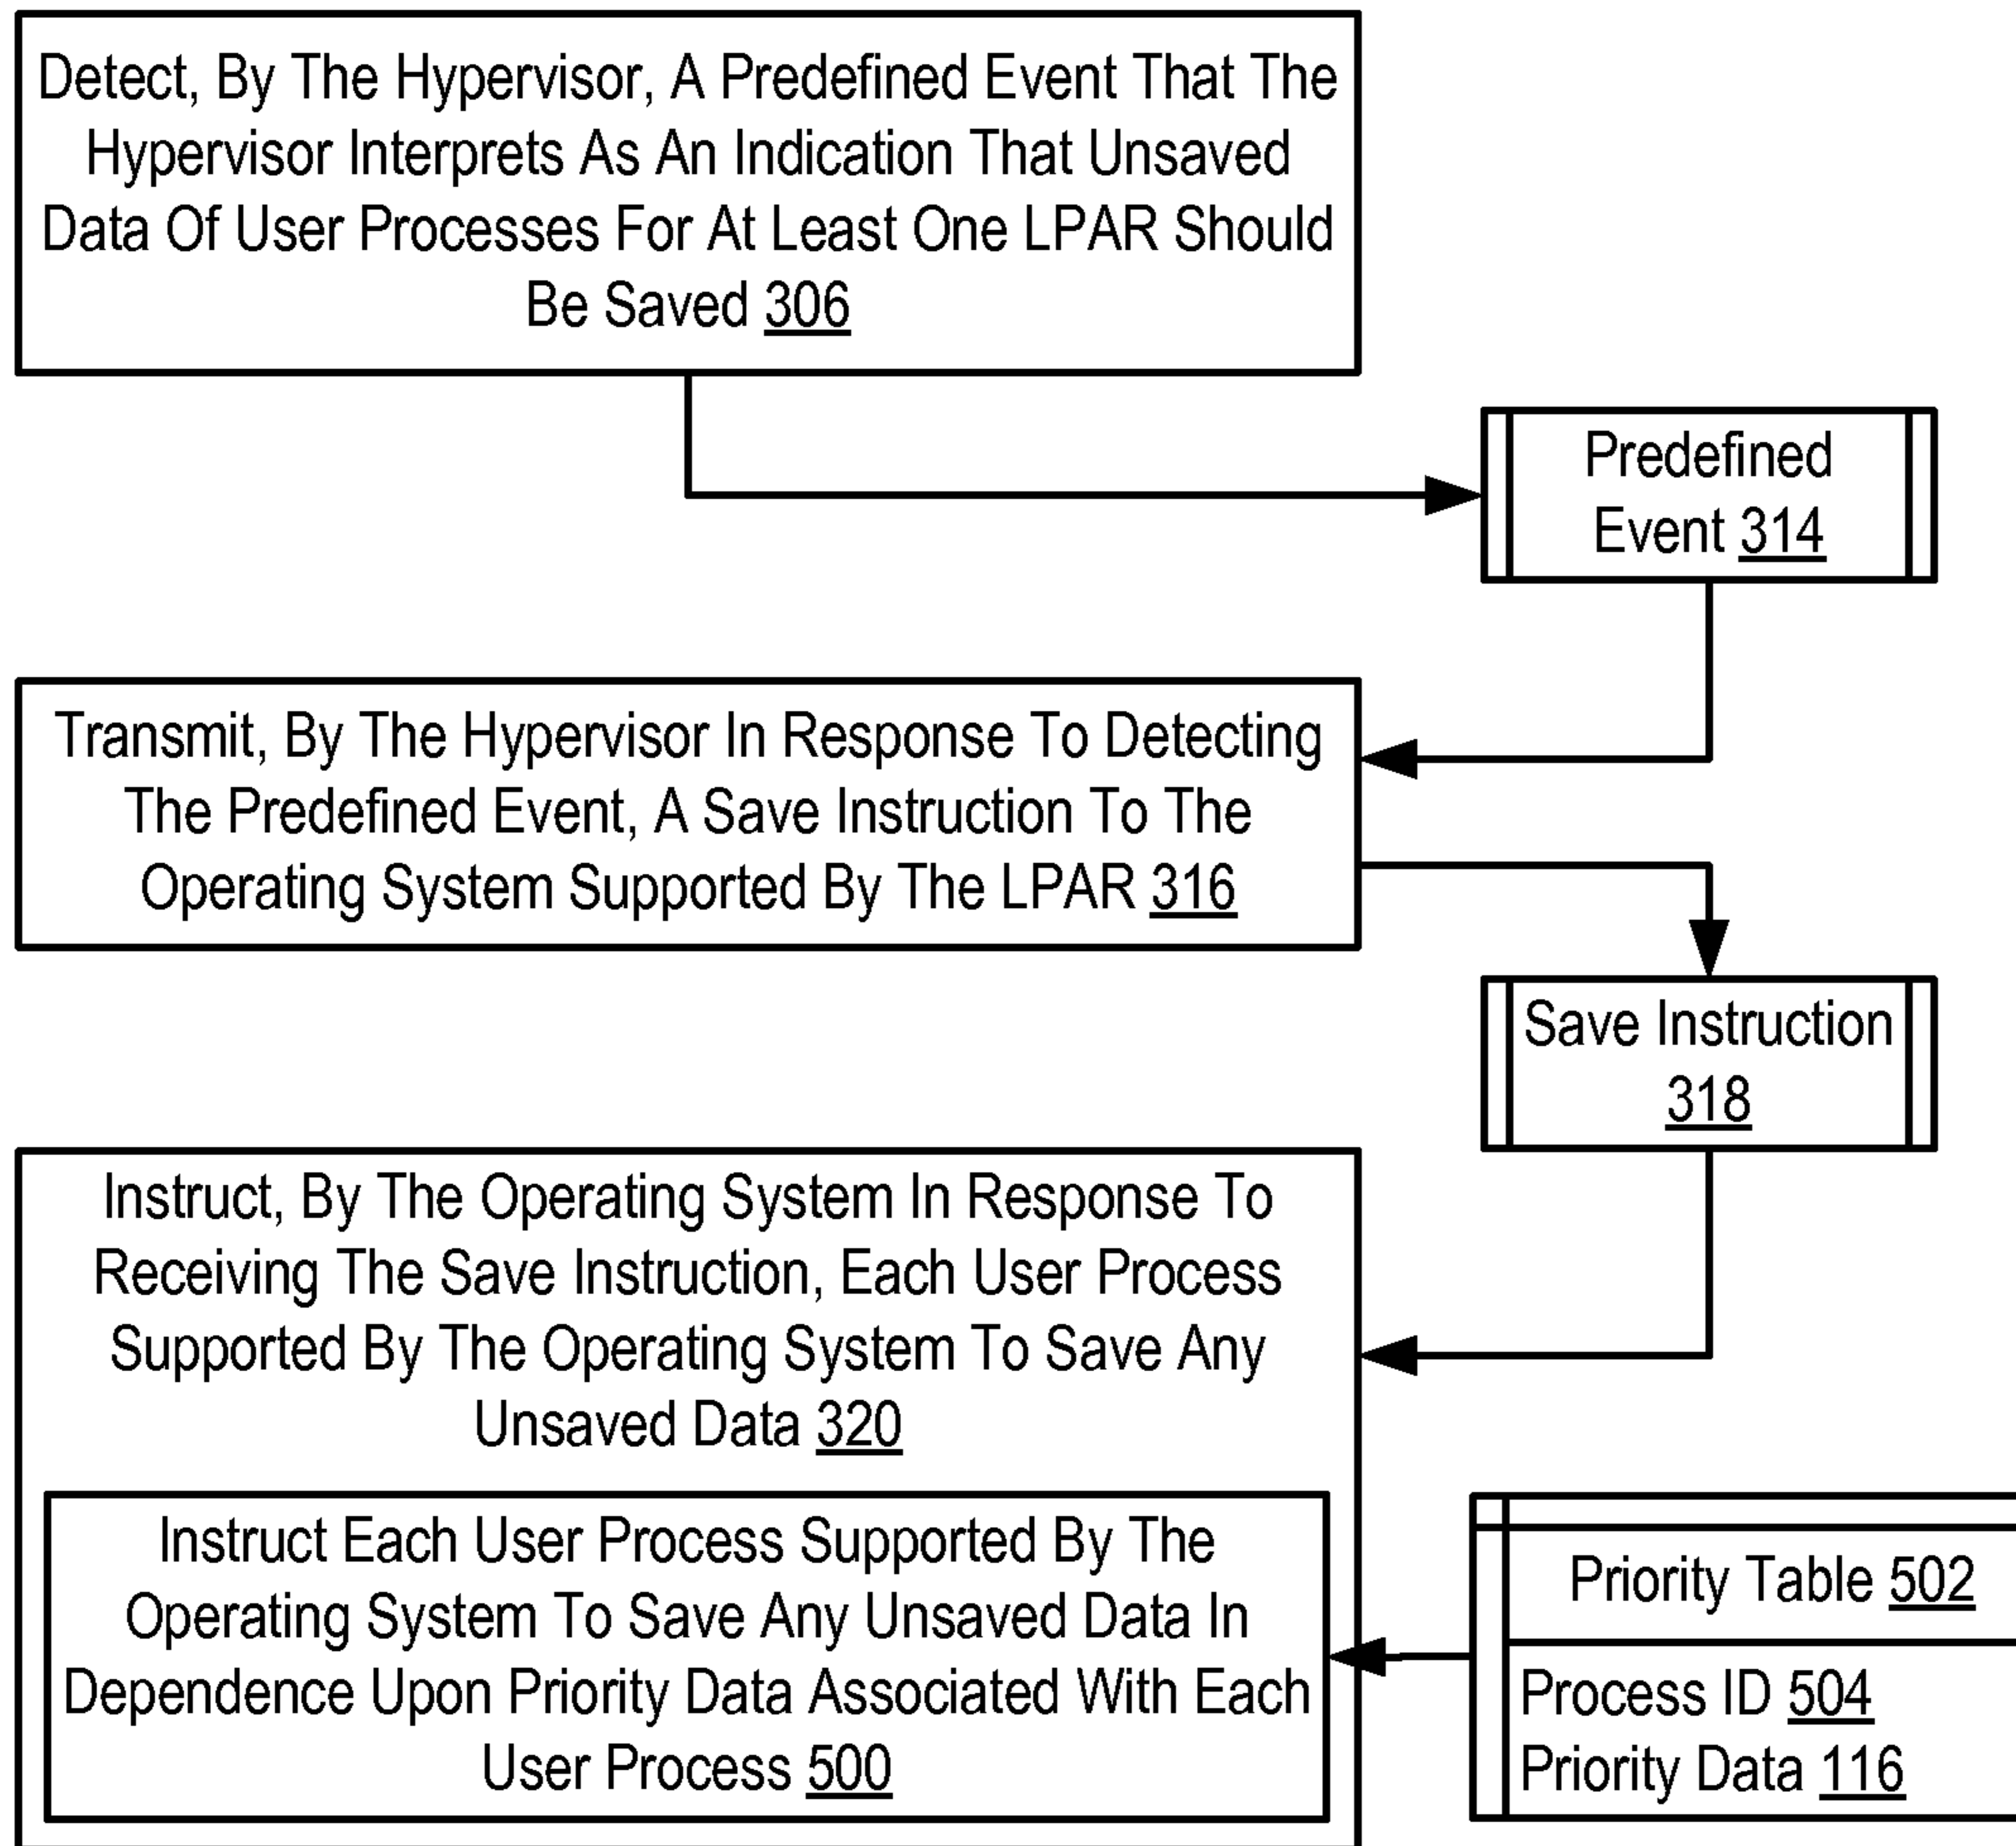 Detect, By The Hypervisor, A Predefined Event That The
Hypervisor Interprets As An Indication That Unsaved
Data Of User Processes For At Least One LPAR Should
Be Saved 306
Predefined
Event 314
Transmit, By The Hypervisor In Response To Detecting
The Predefined Event, A Save Instruction To The
Operating System Supported By The LPAR 316
Save Instruction
318
Instruct, By The Operating System In Response To
Receiving The Save Instruction, Each User Process
Supported By The Operating System To Save Any
Unsaved Data 320
Instruct Each User Process Supported By The
Operating System To Save Any Unsaved Data In
Dependence Upon Priority Data Associated With Each
User Process 500
Priority Table 502
Process ID 504
Priority Data 116